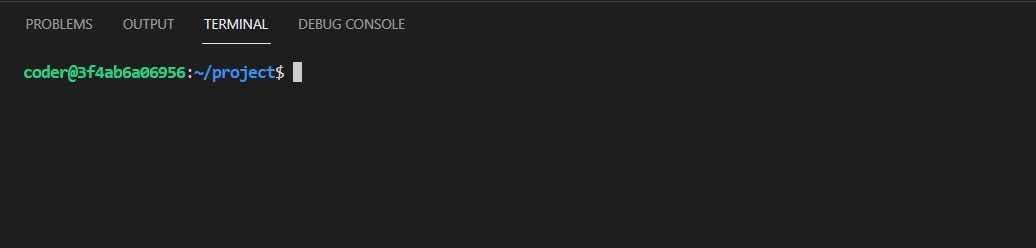 PROBLEMS OUTPUT TERMINAL DEBUG CONSOLE
coder@3f4ab6a06956:~/project$